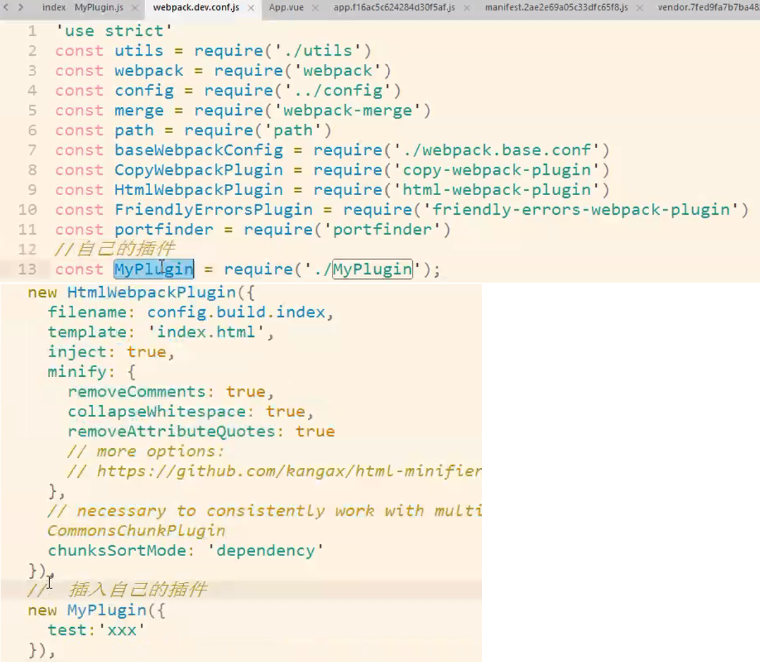 index MyPlugin.js webpack.dev.conf.js App.vue app.f16ac5c624284d30f5af.js manifest.2ae2e69a05c33dfc65f8.js vendor.7fed9fa7b7ba48
1 'use strict'
2 const utils = require('./utils')
3 const webpack = require('webpack')
4 const config = require('../config')
5 const merge = require('webpack-merge')
6 const path = require('path')
7 const baseWebpackConfig = require('./webpack.base.conf')
8 const CopyWebpackPlugin = require('copy-webpack-plugin')
9 const HtmlWebpackPlugin = require('html-webpack-plugin')
10 const FriendlyErrorsPlugin = require('friendly-errors-webpack-plugin')
11 const portfinder = require('portfinder')
12 //自己的插件
13 const MyPlugin = require('./MyPlugin');
new HtmlWebpackPlugin({
filename: config.build.index,
template: 'index.html',
inject: true,
minify: {
removeComments: true,
collapseWhitespace: true,
removeAttributeQuotes: true
// more options:
// https://github.com/kangax/html-minifier
},
// necessary to consistently work with multi
CommonsChunkPlugin
chunksSortMode: 'dependency'
}),
// 插入自己的插件
new MyPlugin({
test:'xxx'
}),